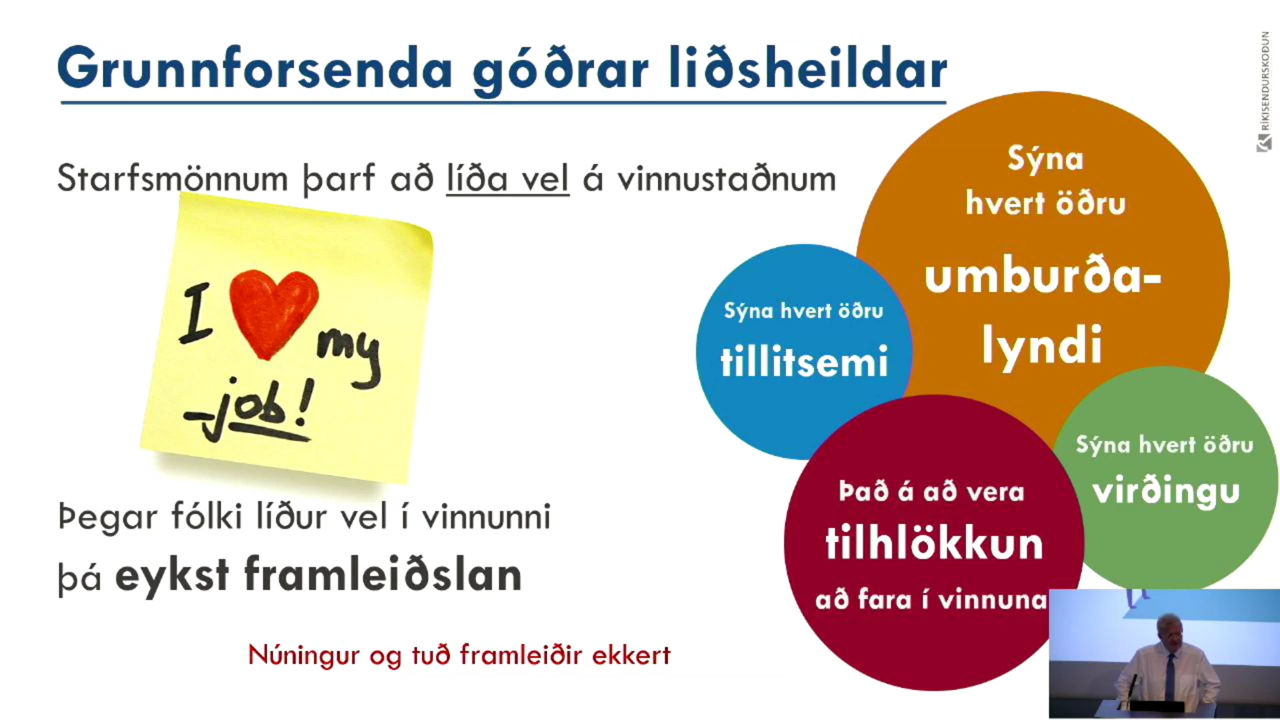 Grunnforsenda góðrar liðsheildar
RÍKISENDURSKOÐUN
Starfsmönnum þarf að líða vel á vinnustaðnum
I ❤ my
job!
Þegar fólki líður vel í vinnunni
þá eykst framleiðslan
Núningur og tuð framleiðir ekkert
Sýna
hvert öðru
umburða-
lyndi
Sýna hvert öðru
tillitsemi
Sýna hvert öðru
virðingu
Það á að vera
tilhlökkun
að fara í vinnuna